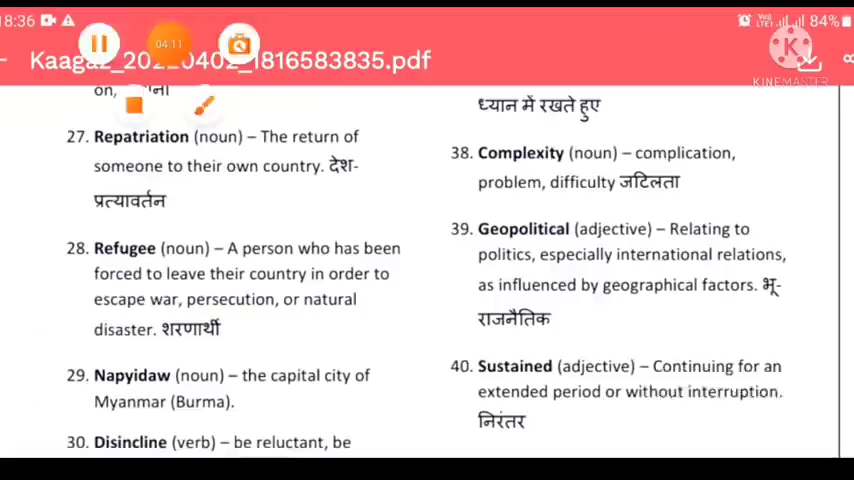 18:36
84%
04:11
Kaagaz_20220402_1816583835.pdf
KINEMASTER
on,
27. Repatriation (noun) – The return of
someone to their own country. देश-
प्रत्यावर्तन
28. Refugee (noun) – A person who has been
forced to leave their country in order to
escape war, persecution, or natural
disaster. शरणार्थी
29. Napyidaw (noun) – the capital city of
Myanmar (Burma).
30. Disincline (verb) – be reluctant, be
ध्यान में रखते हुए
38. Complexity (noun) – complication,
problem, difficulty जटिलता
39. Geopolitical (adjective) – Relating to
politics, especially international relations,
as influenced by geographical factors. भू-
राजनैतिक
40. Sustained (adjective) – Continuing for an
extended period or without interruption.
निरंतर